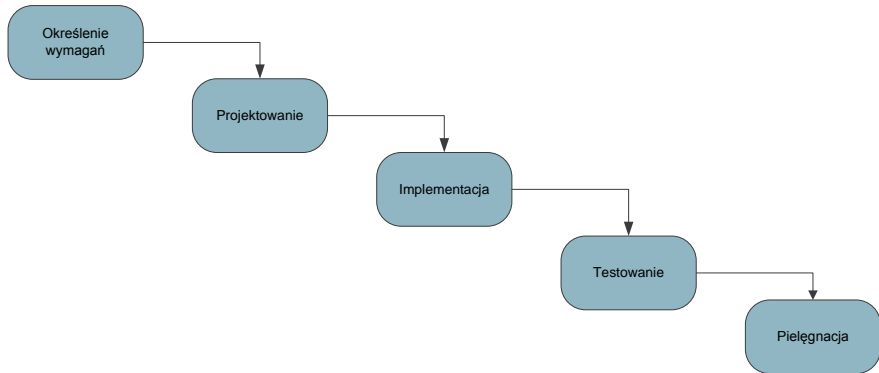 Określenie
wymagań
Projektowanie
Implementacja
Testowanie
Pielęgnacja